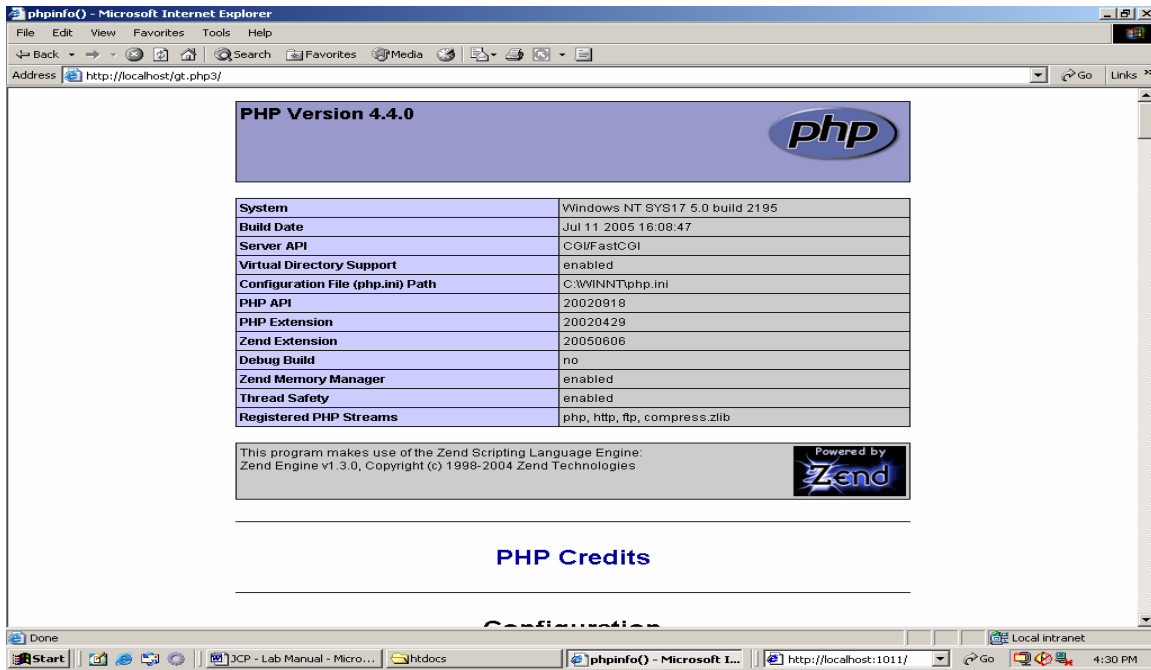 phpinfo() - Microsoft Internet Explorer
File Edit View Favorites Tools Help
Back Search Favorites Media
Address http://localhost/gt.php3/ Go Links »
PHP Version 4.4.0
php
System Windows NT SYS17 5.0 build 2195
Build Date Jul 11 2005 16:08:47
Server API CGI/FastCGI
Virtual Directory Support enabled
Configuration File (php.ini) Path C:\WINNT\php.ini
PHP API 20020918
PHP Extension 20020429
Zend Extension 20050606
Debug Build no
Zend Memory Manager enabled
Thread Safety enabled
Registered PHP Streams php, http, ftp, compress.zlib
This program makes use of the Zend Scripting Language Engine:
Zend Engine v1.3.0, Copyright (c) 1998-2004 Zend Technologies
Powered by
Zend
PHP Credits
Configuration
Done Local intranet
Start JCP - Lab Manual - Micro... htdocs phpinfo() - Microsoft I... http://localhost:1011/ Go 4:30 PM